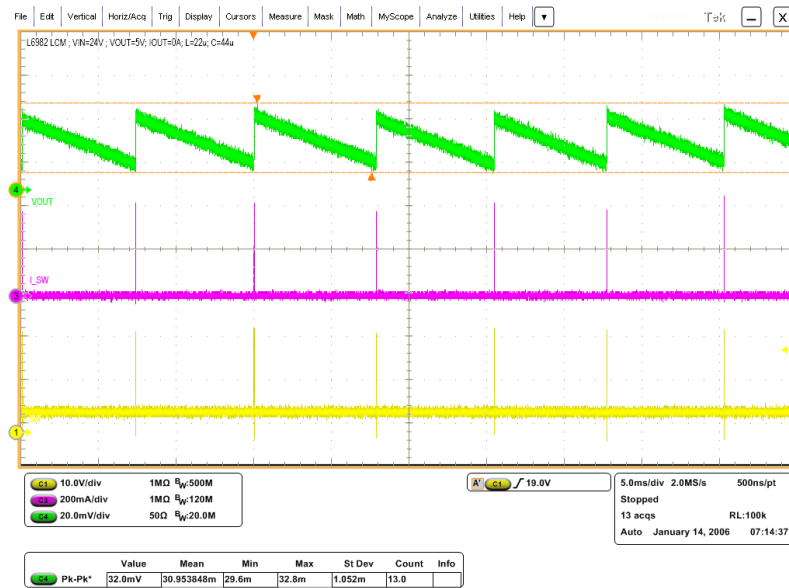 File Edit Vertical Horiz/Acq Trig Display Cursors Measure Mask Math MyScope Analyze Utilities Help Tek X
L6982 LCM ; VIN=24V ; VOUT=5V; IOUT=0A; L=22u; C=44u
4
VOUT
I_SW
3
1
C1 10.0V/div 1MΩ BW:500M
C3 200mA/div 1MΩ BW:120M
C4 20.0mV/div 50Ω BW:20.0M
A' C1 19.0V
5.0ms/div 2.0MS/s 500ns/pt
Stopped
13 acqs RL:100k
Auto January 14, 2006 07:14:37
Value Mean Min Max St Dev Count Info
C4 Pk-Pk* 32.0mV 30.953848m 29.6m 32.8m 1.052m 13.0